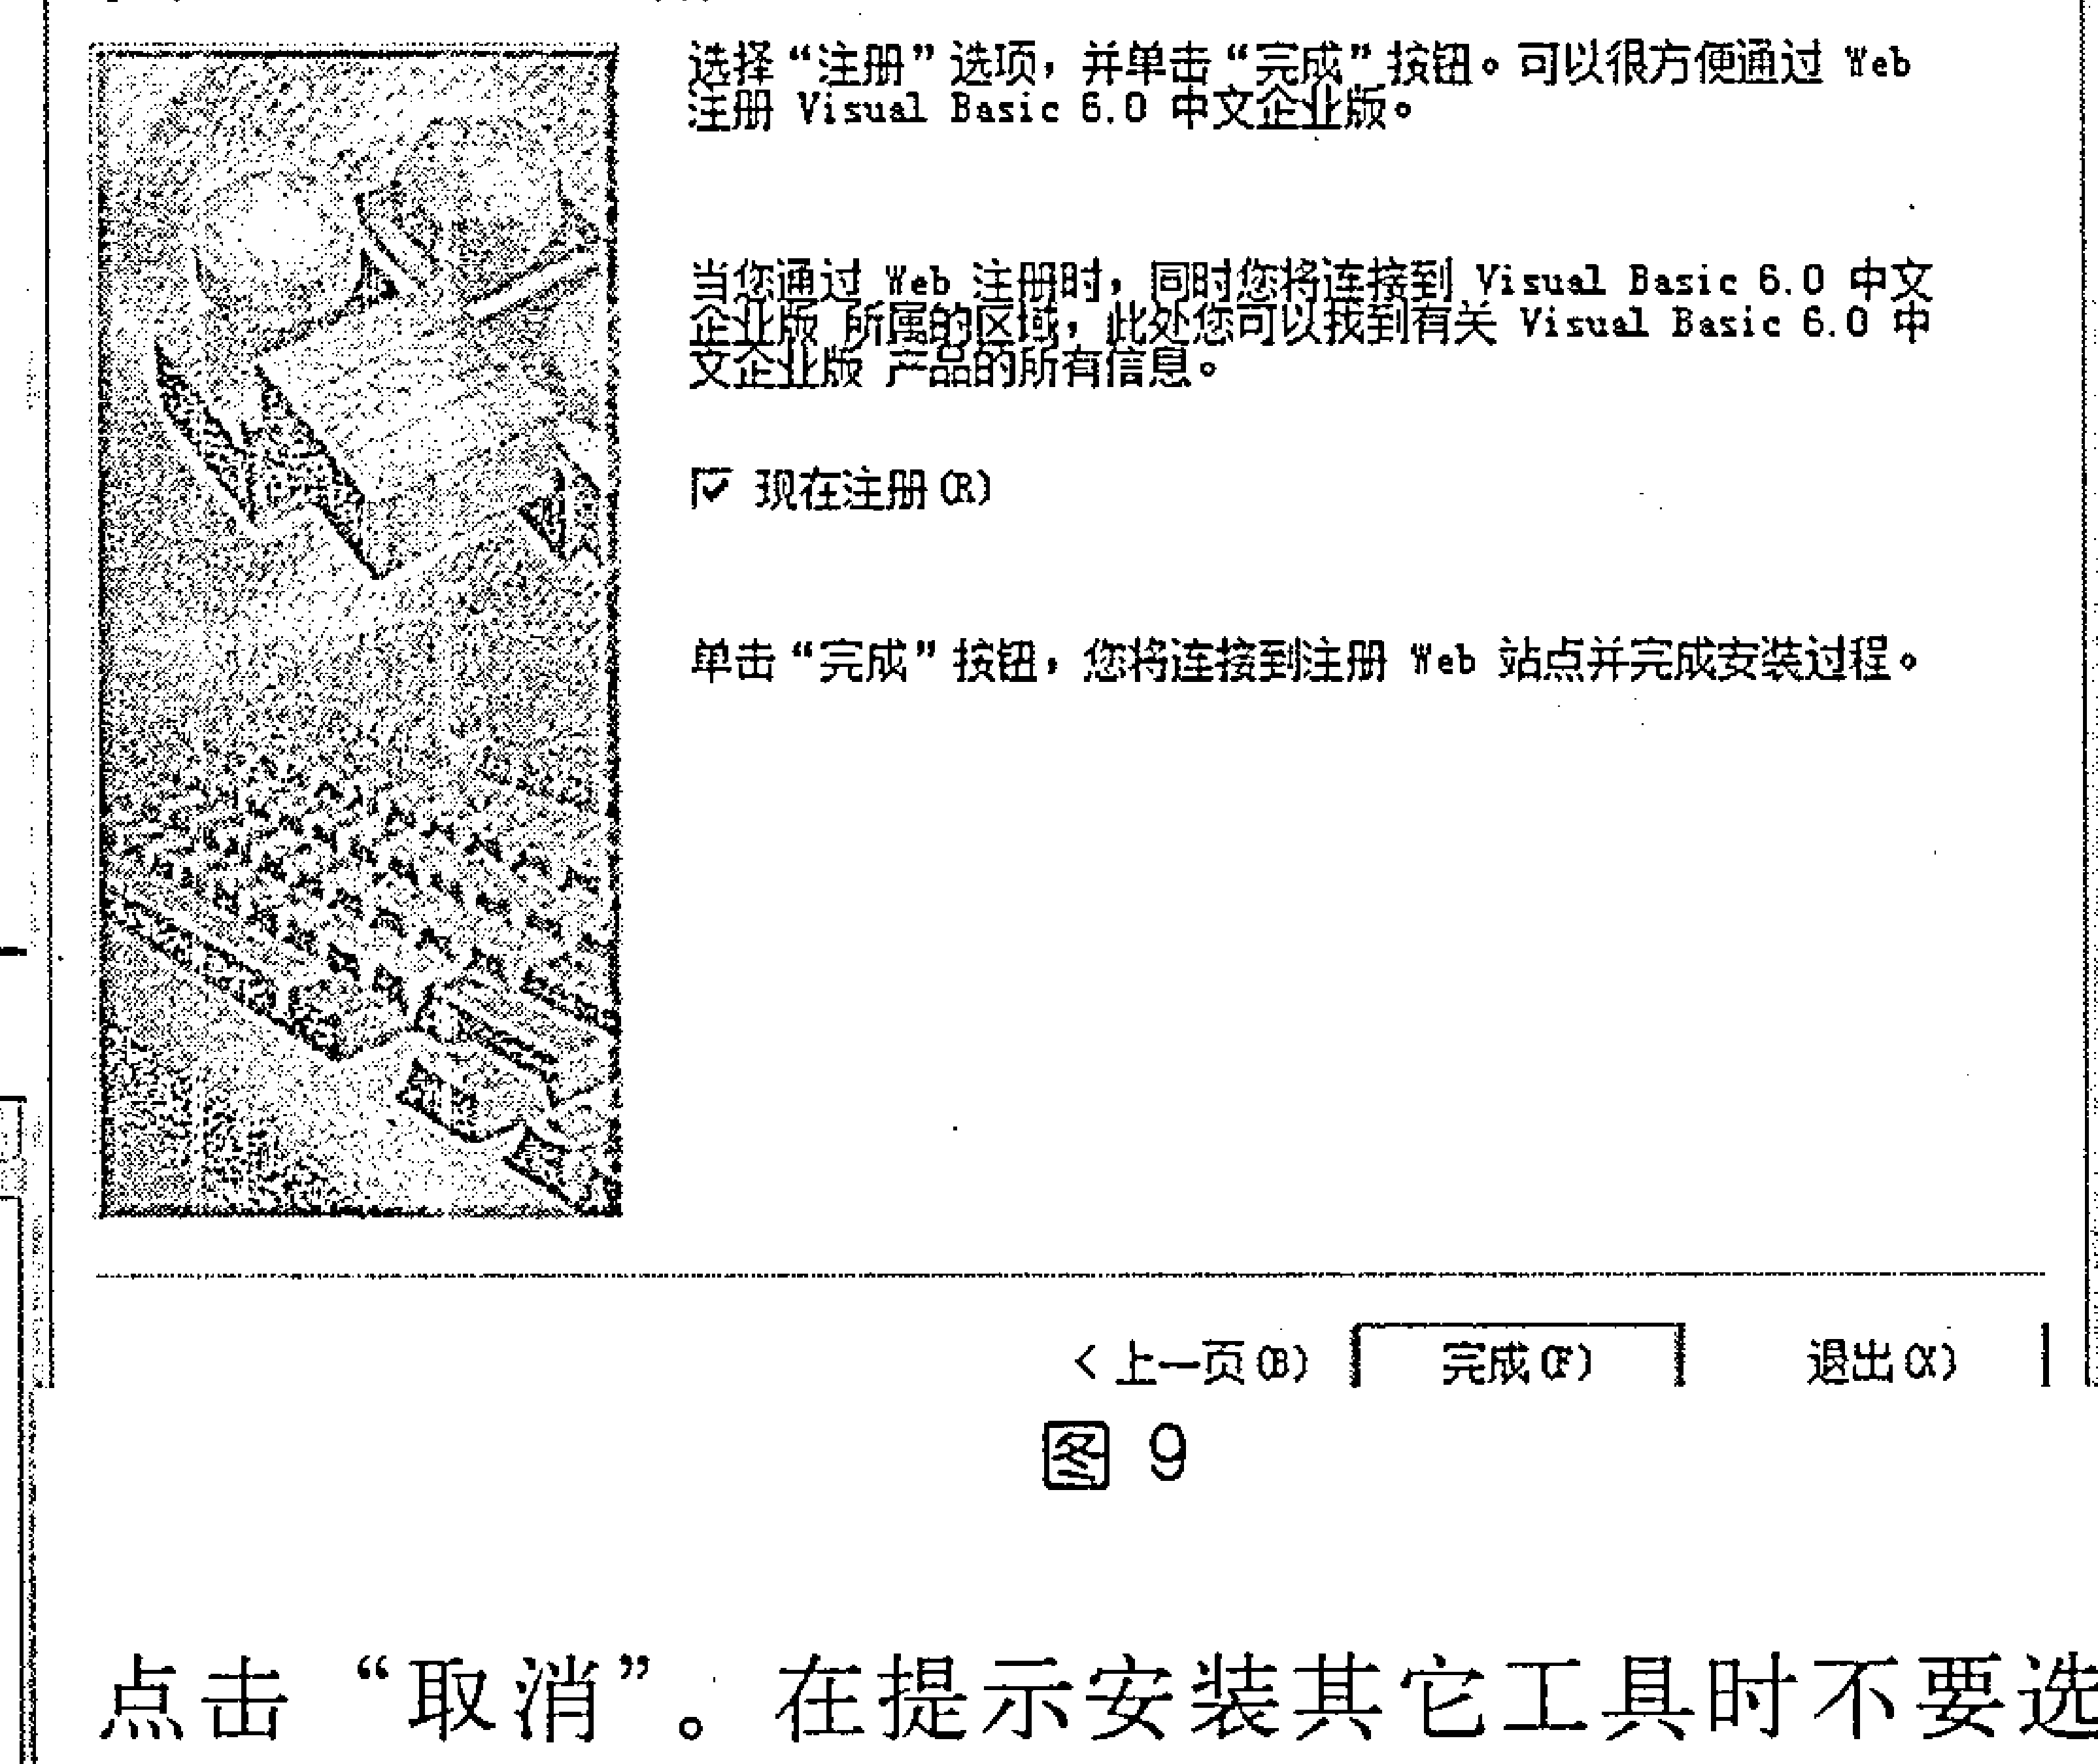 选择“注册”选项，并单击“完成”按钮。可以很方便通过 Web
注册 Visual Basic 6.0 中文企业版。
当您通过 Web 注册时，同时您将连接到 Visual Basic 6.0 中文
企业版 所属的区域，此处您可以找到有关 Visual Basic 6.0 中
文企业版 产品的所有信息。
现在注册(R)
单击“完成”按钮，您将连接到注册 Web 站点并完成安装过程。
<上一页(B) 完成(F) 退出(X)
图 9
点击“取消”。在提示安装其它工具时不要选